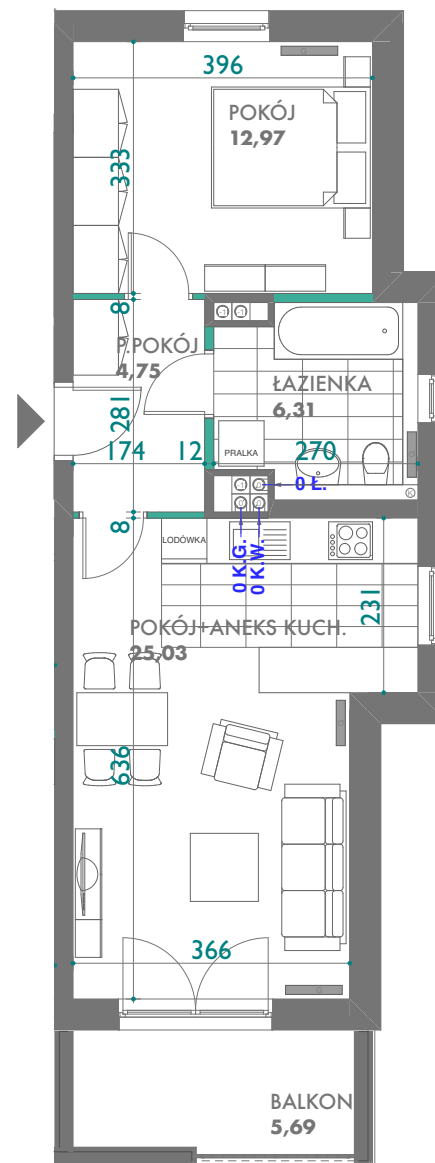 396
POKÓJ
12,97
333
8
P.POKÓJ
4,75
ŁAZIENKA
6,31
281
174
12
PRALKA
270
0 Ł.
8
LODÓWKA
0 K.G.
0 K.W.
231
POKÓJ+ANEKS KUCH.
25,03
636
366
BALKON
5,69